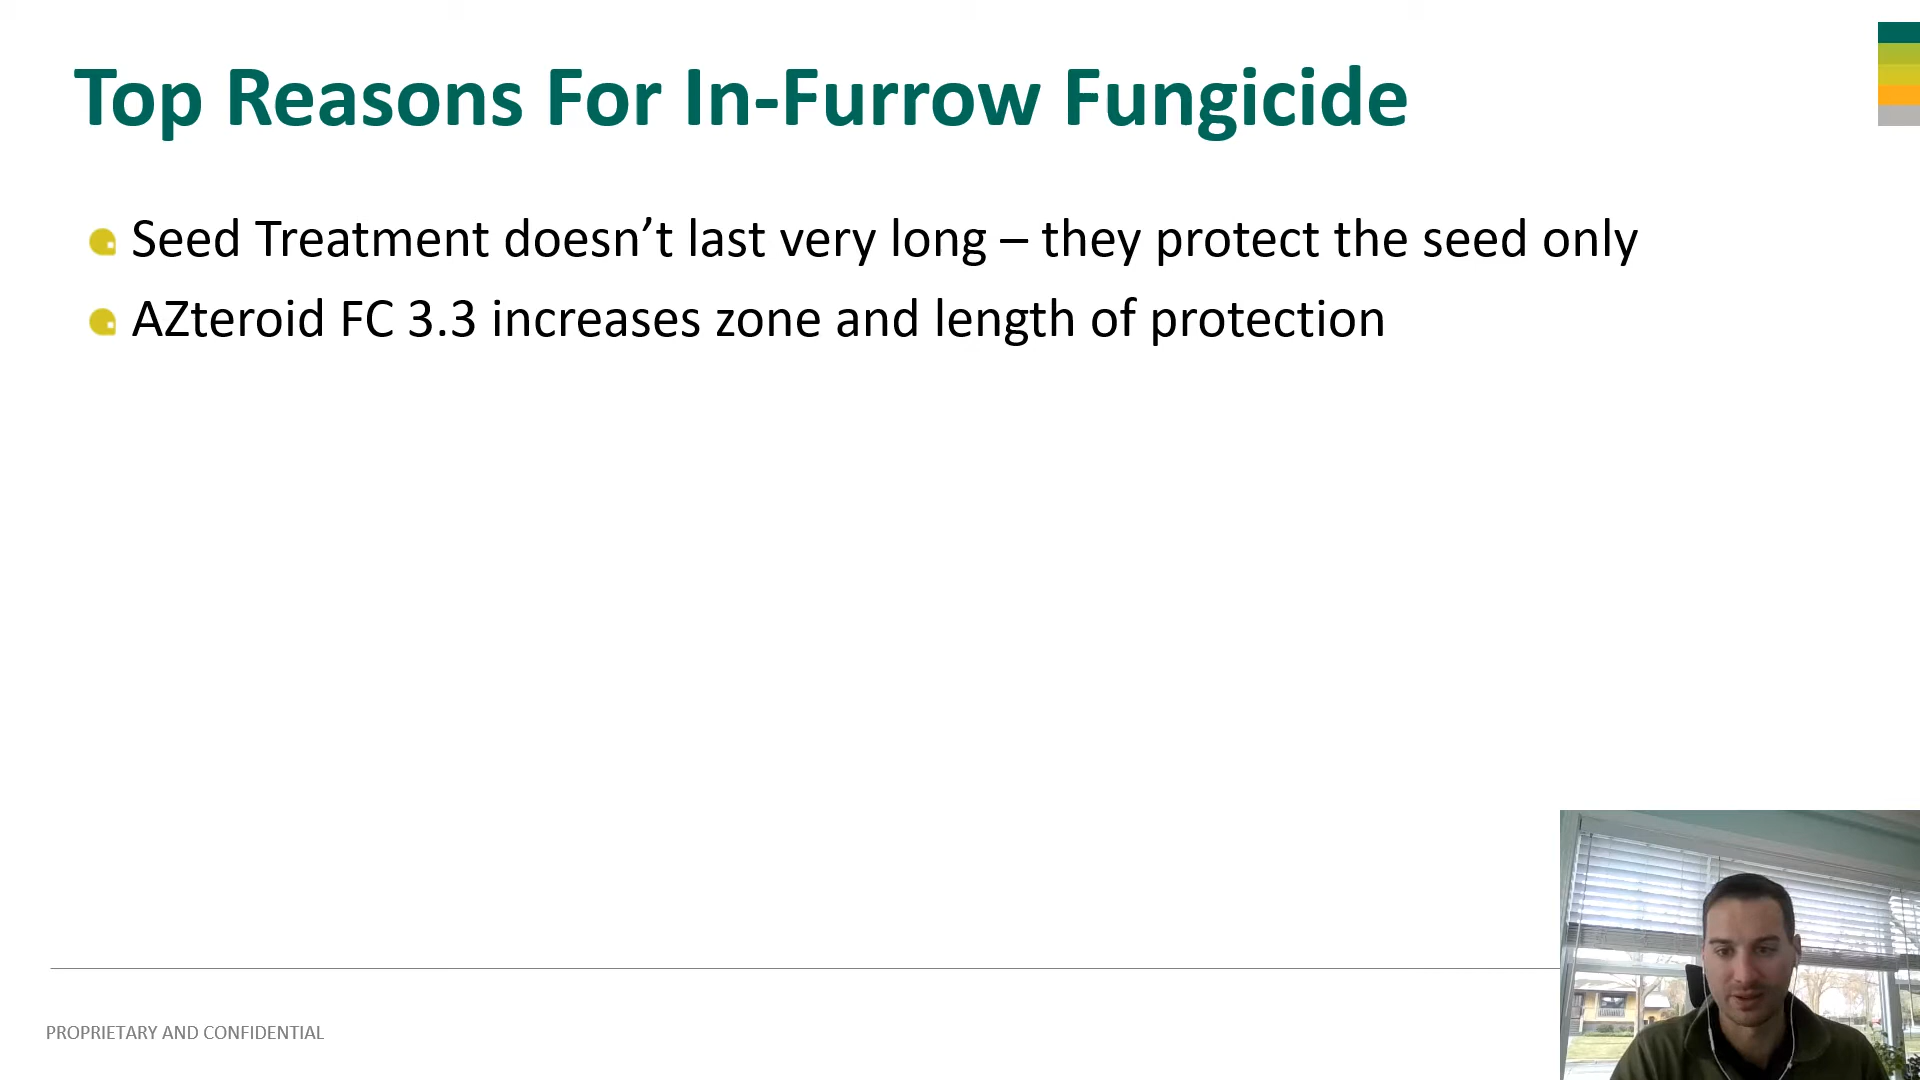 Top Reasons For In-Furrow Fungicide
Seed Treatment doesn’t last very long – they protect the seed only
AZteroid FC 3.3 increases zone and length of protection
PROPRIETARY AND CONFIDENTIAL